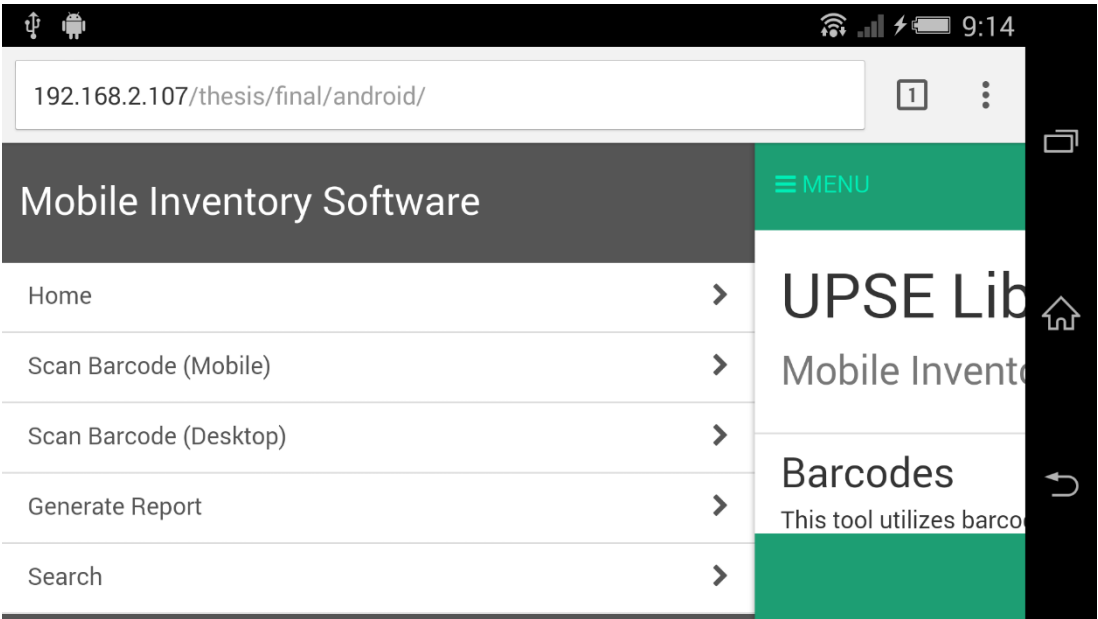 9:14
192.168.2.107/thesis/final/android/
1
Mobile Inventory Software
MENU
Home
Scan Barcode (Mobile)
Scan Barcode (Desktop)
Generate Report
Search
UPSE Lib
Mobile Invento
Barcodes
This tool utilizes barco